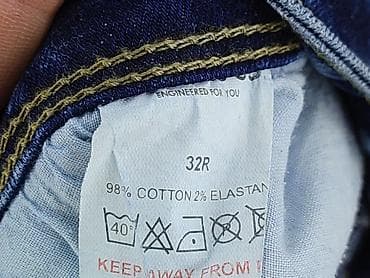 ENGINEERED FOR YOU
32R
98% COTTON 2% ELASTAN
40°
KEEP AWAY FROM